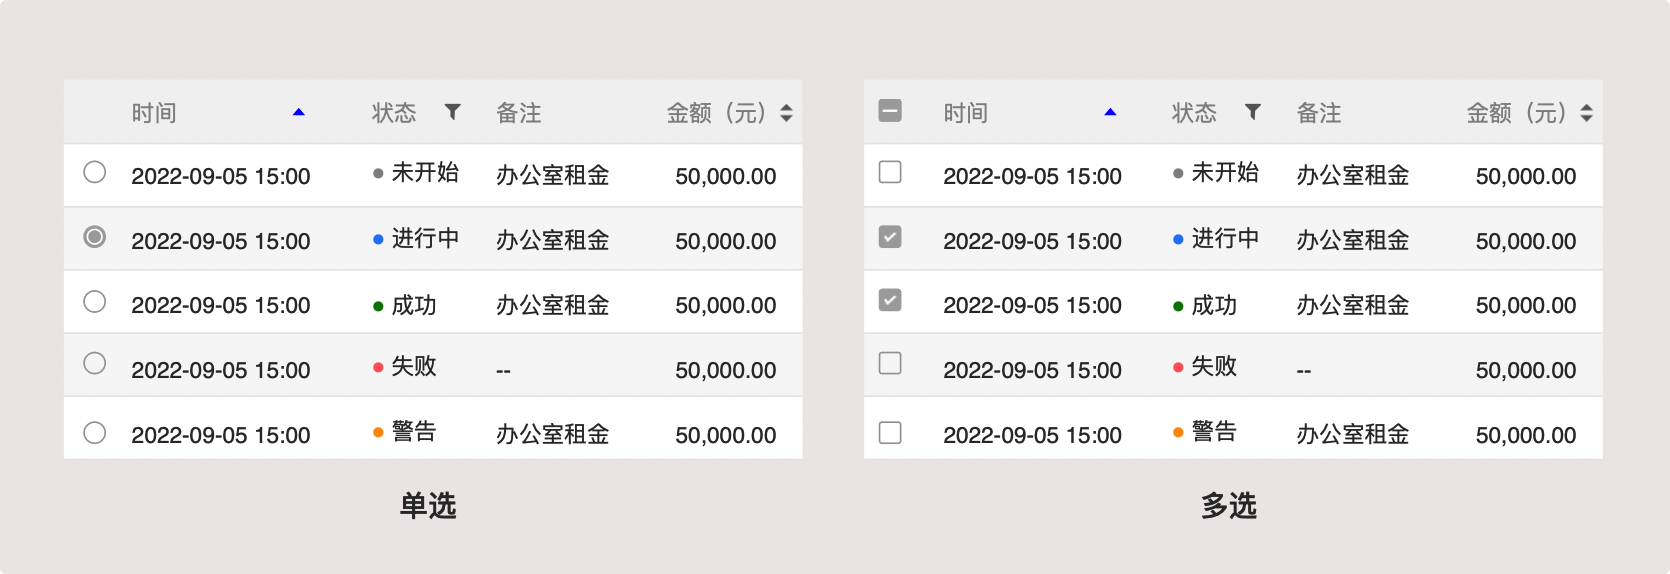 时间 状态 备注 金额（元）
2022-09-05 15:00 未开始 办公室租金 50,000.00
2022-09-05 15:00 进行中 办公室租金 50,000.00
2022-09-05 15:00 成功 办公室租金 50,000.00
2022-09-05 15:00 失败 -- 50,000.00
2022-09-05 15:00 警告 办公室租金 50,000.00
单选
时间 状态 备注 金额（元）
2022-09-05 15:00 未开始 办公室租金 50,000.00
2022-09-05 15:00 进行中 办公室租金 50,000.00
2022-09-05 15:00 成功 办公室租金 50,000.00
2022-09-05 15:00 失败 -- 50,000.00
2022-09-05 15:00 警告 办公室租金 50,000.00
多选